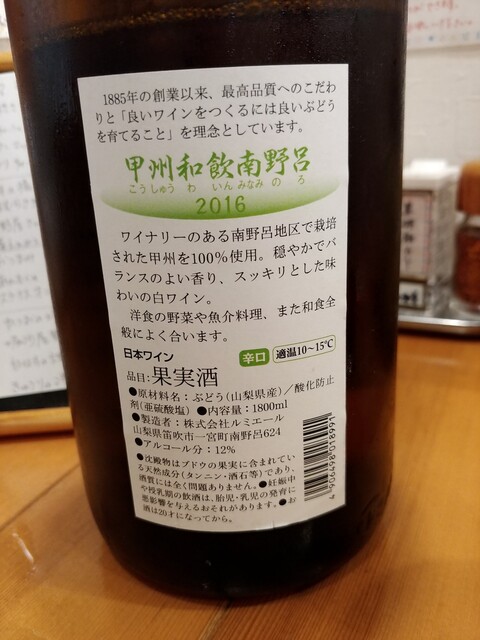 1885年の創業以来、最高品質へのこだわ
りと「良いワインをつくるには良いぶどう
を育てること」を理念としています。
甲州和飲南野呂
こうしゅう わ いん みなみ の ろ
2016
ワイナリーのある南野呂地区で栽培
された甲州を100%使用。穏やかでバ
ランスのよい香り、スッキリとした味
わいの白ワイン。
洋食の野菜や魚介料理、また和食全
般によく合います。
日本ワイン 辛口 適温10~15℃
品目:果実酒
●原材料名:ぶどう(山梨県産)/酸化防止
剤(亜硫酸塩) ●内容量:1800ml
●製造者:株式会社ルミエール
山梨県笛吹市一宮町南野呂624
●アルコール分:12%
●沈殿物はブドウの果実に含まれてい
る天然成分(タンニン・酒石等)であり、
酒質には全く問題ありません。●妊娠中
や授乳期の飲酒は、胎児・乳児の発育に
悪影響を与えるおそれがあります。●お
酒は20才になってから。
4906498018997